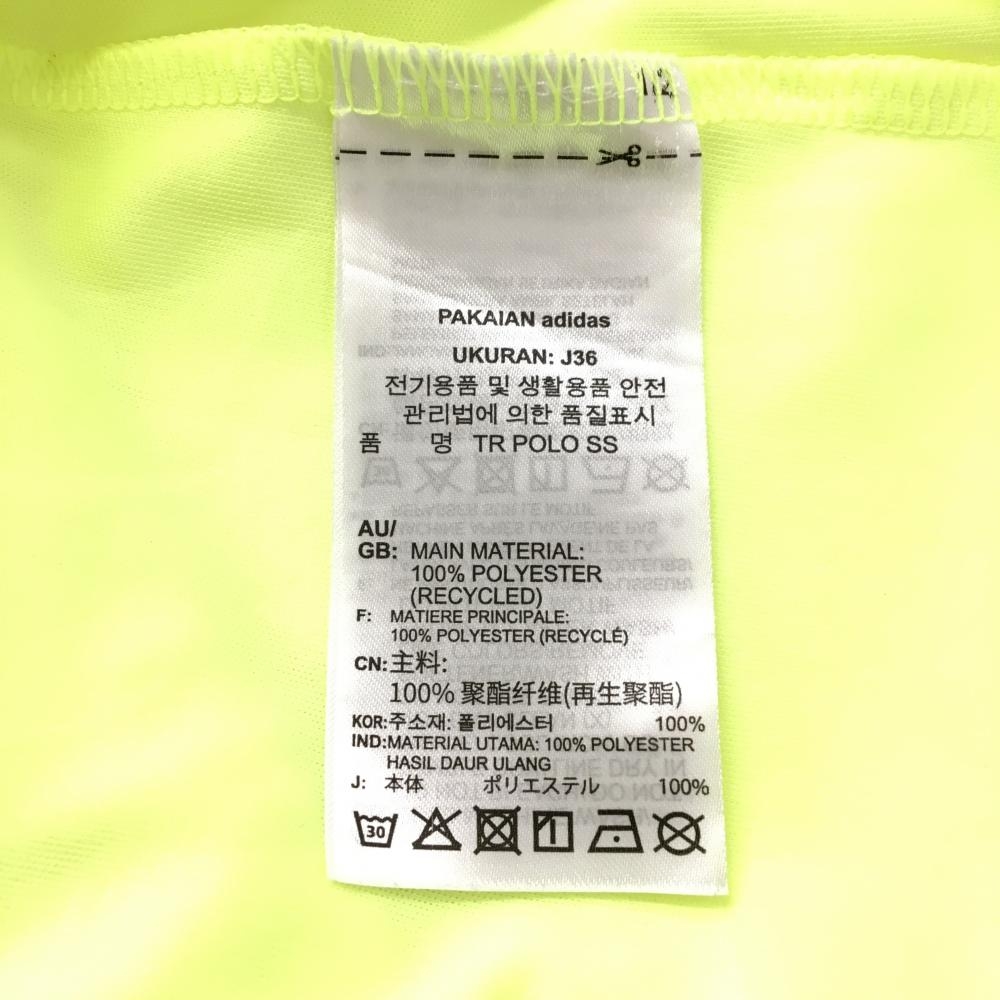 PAKAIAN adidas
UKURAN: J36
전기용품 및 생활용품 안전
관리법에 의한 품질표시
품 명 TR POLO SS
AU/
GB: MAIN MATERIAL:
100% POLYESTER
(RECYCLED)
F: MATIERE PRINCIPALE:
100% POLYESTER (RECYCLÉ)
CN:主料:
100% 聚酯纤维(再生聚酯)
KOR:주소재: 폴리에스터 100%
IND:MATERIAL UTAMA: 100% POLYESTER
HASIL DAUR ULANG
J: 本体 ポリエステル 100%
30